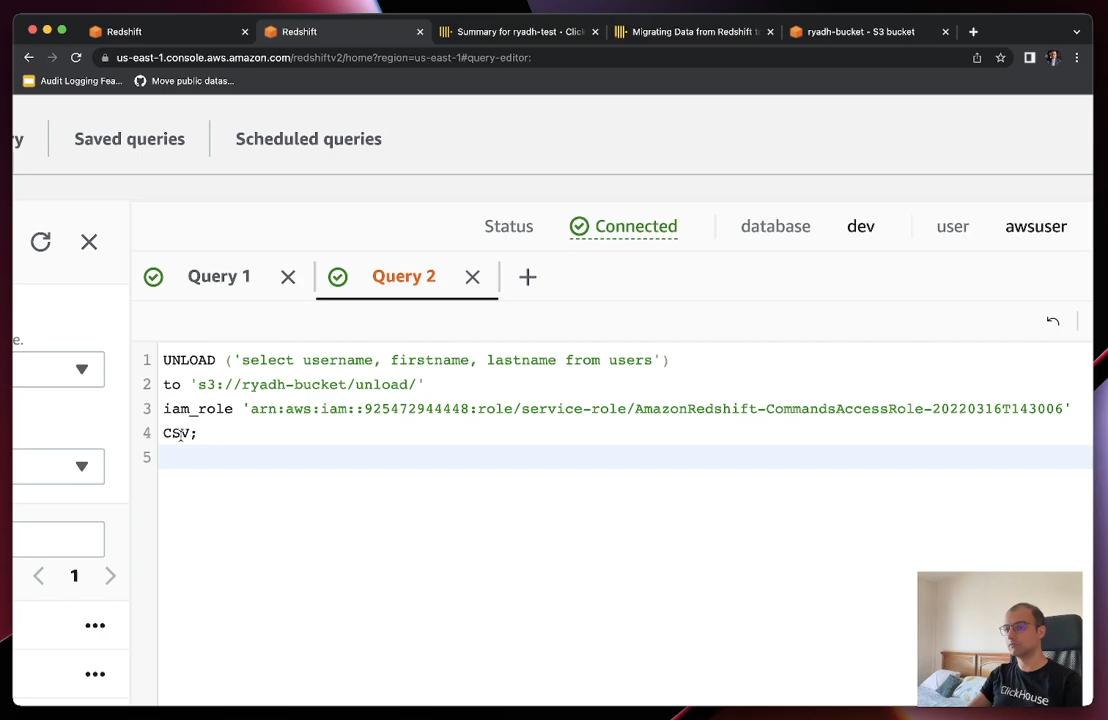 Redshift
Redshift
Summary for ryadh-test - Click
Migrating Data from Redshift to
ryadh-bucket - S3 bucket
us-east-1.console.aws.amazon.com/redshiftv2/home?region=us-east-1#query-editor:
Audit Logging Fea...
Move public datas...
ry
Saved queries
Scheduled queries
Status
Connected
database
dev
user
awsuser
Query 1
Query 2
e.
1 UNLOAD ('select username, firstname, lastname from users')
2 to 's3://ryadh-bucket/unload/'
3 iam_role 'arn:aws:iam::925472944448:role/service-role/AmazonRedshift-CommandsAccessRole-20220316T143006'
4 CSV;
5
1
ClickHouse